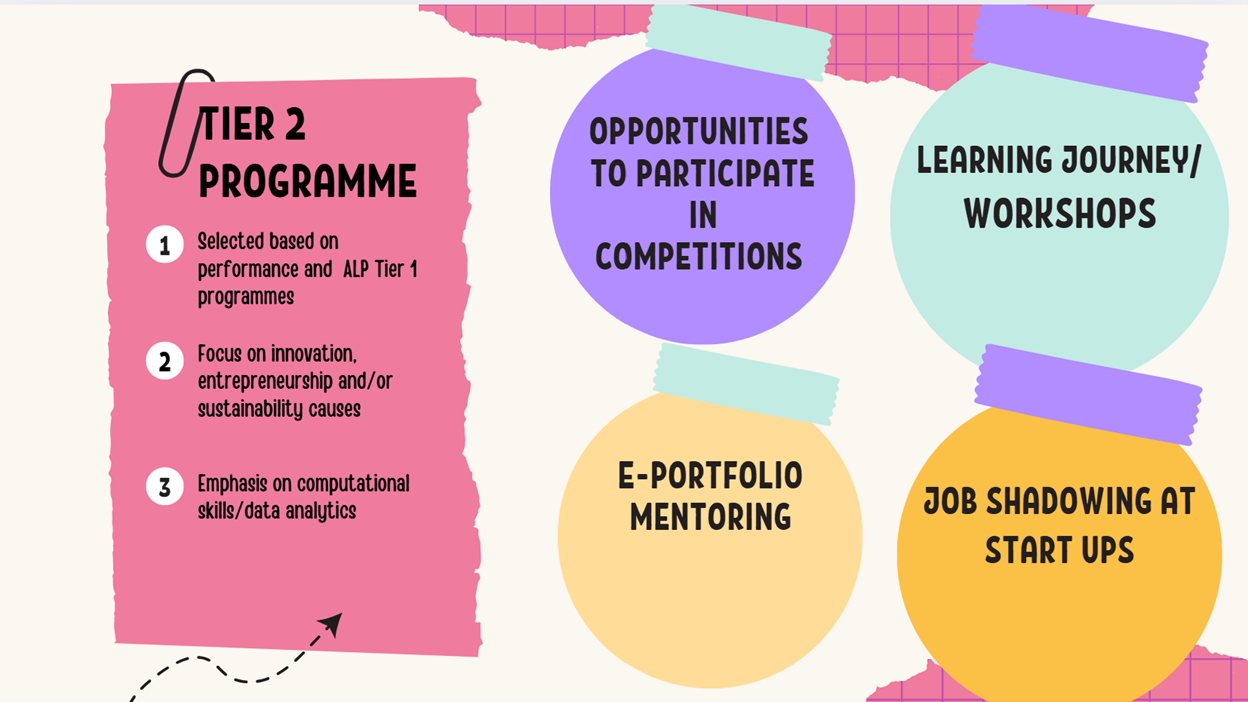 TIER 2
PROGRAMME
1
Selected based on
performance and ALP Tier 1
programmes
2
Focus on innovation,
entrepreneurship and/or
sustainability causes
3
Emphasis on computational
skills/data analytics
OPPORTUNITIES
TO PARTICIPATE
IN
COMPETITIONS
LEARNING JOURNEY/
WORKSHOPS
E-PORTFOLIO
MENTORING
JOB SHADOWING AT
START UPS